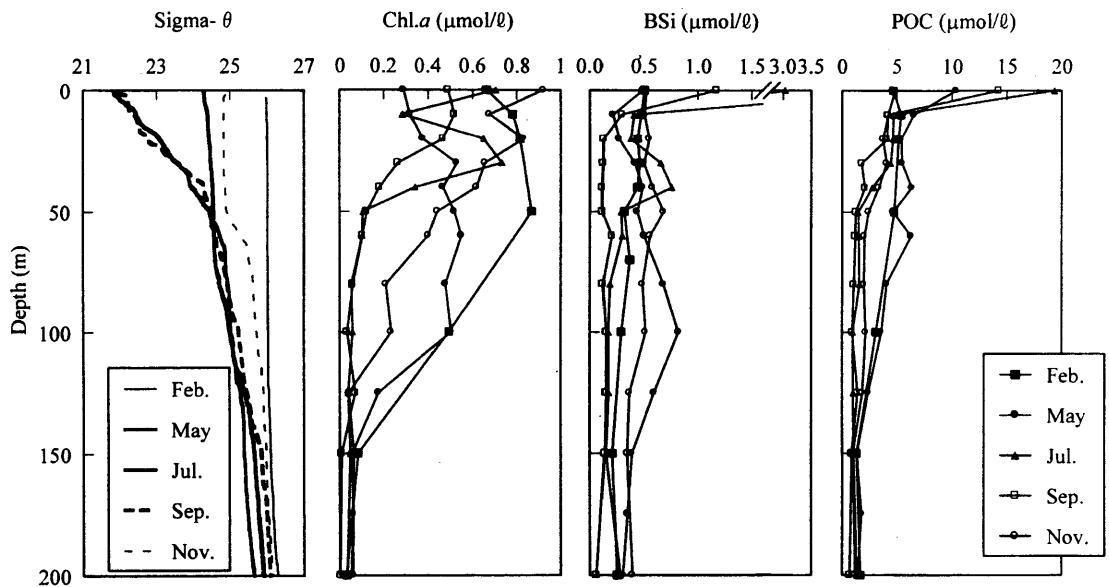 Sigma- θ
Chl.a (μmol/ℓ)
BSi (μmol/ℓ)
POC (μmol/ℓ)
21 23 25 27
0 0.2 0.4 0.6 0.8 1
0.0 0.5 1.0 1.5 3.0 3.5
0 5 10 15 20
0
50
100
150
200
Depth (m)
Feb.
May
Jul.
Sep.
Nov.
Feb.
May
Jul.
Sep.
Nov.